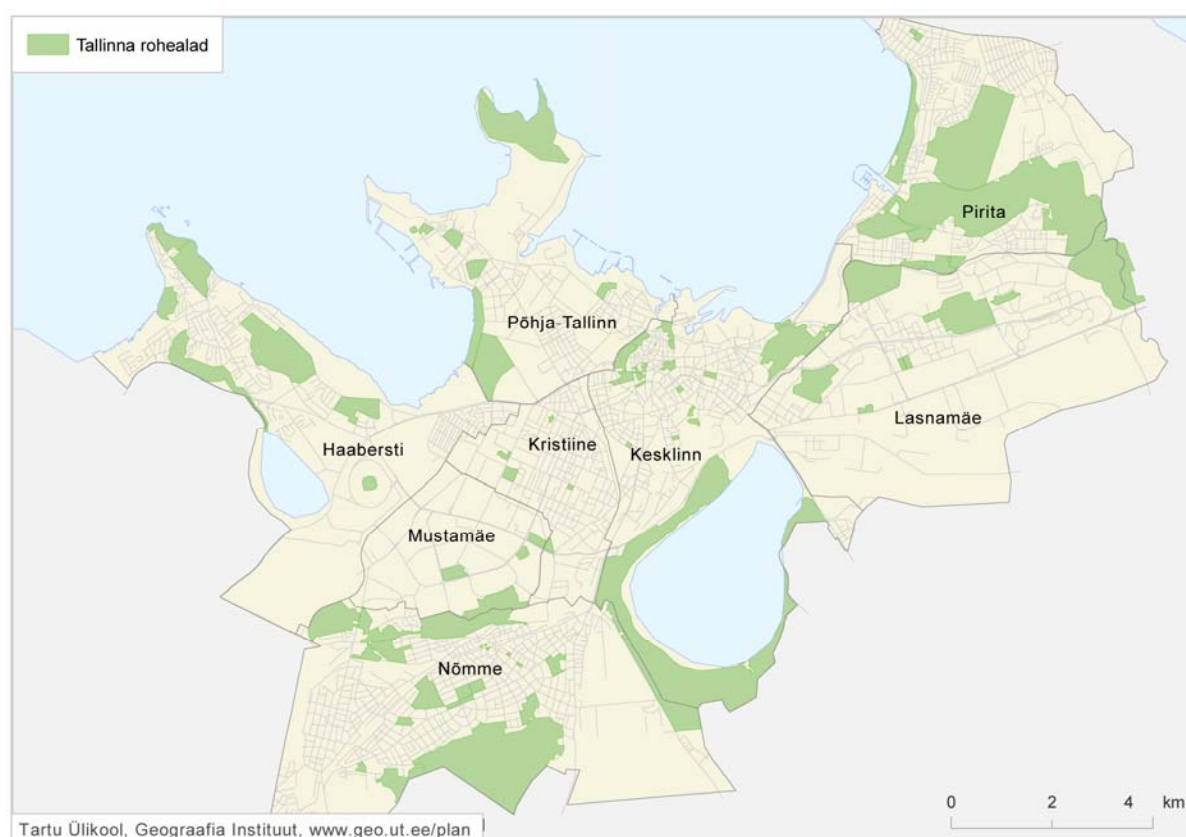 Tallinna rohealad
Pirita
Põhja-Tallinn
Lasnamäe
Haabersti
Kristiine
Kesklinn
Mustamäe
Nõmme
0 2 4 km
Tartu Ülikool, Geograafia Instituut, www.geo.ut.ee/plan